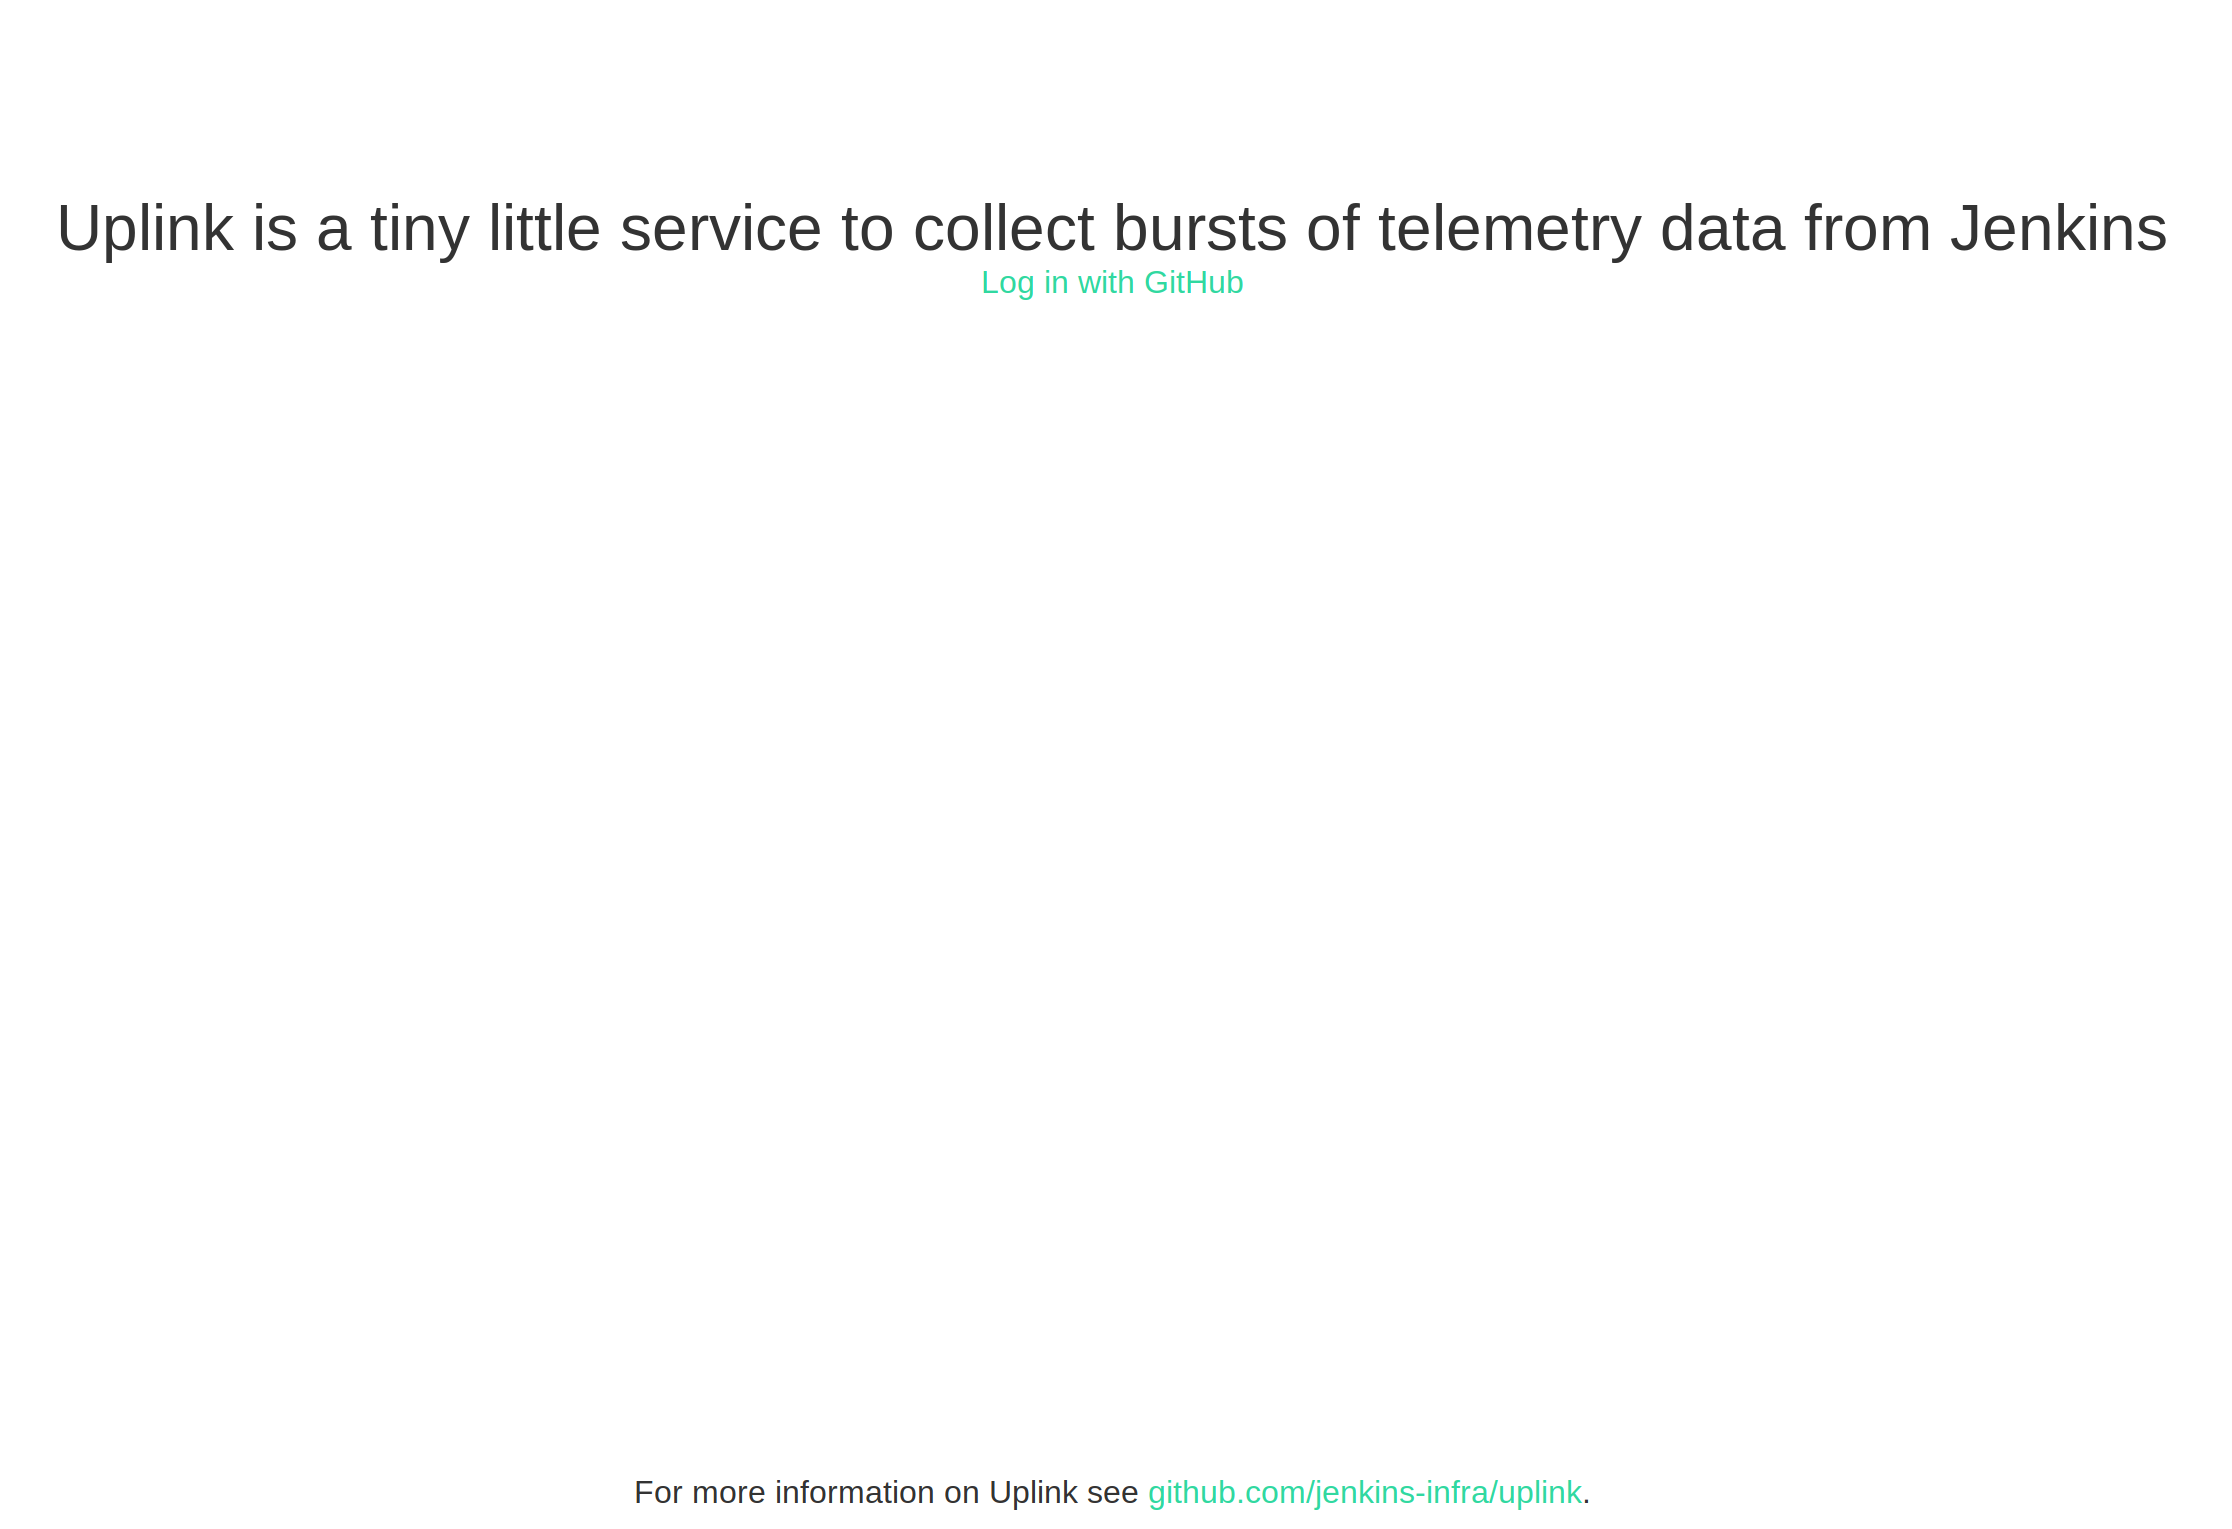 Uplink is a tiny little service to collect bursts of telemetry data from Jenkins
Log in with GitHub
For more information on Uplink see github.com/jenkins-infra/uplink.